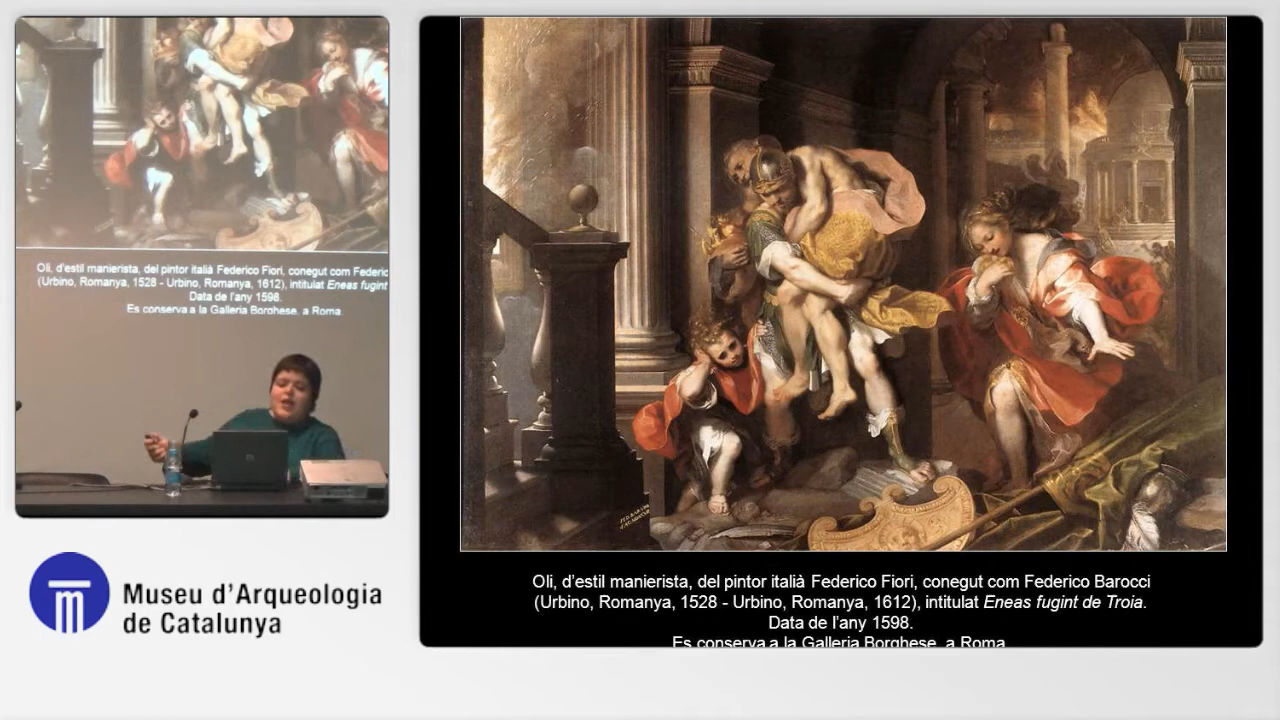 Oli, d'estil manierista, del pintor italià Federico Fiori, conegut com Federic
(Urbino, Romanya, 1528 - Urbino, Romanya, 1612), intitulat Eneas fugint
Data de l'any 1598.
Es conserva a la Galleria Borghese, a Roma.
Museu d'Arqueologia
de Catalunya
Oli, d'estil manierista, del pintor italià Federico Fiori, conegut com Federico Barocci
(Urbino, Romanya, 1528 - Urbino, Romanya, 1612), intitulat Eneas fugint de Troia.
Data de l'any 1598.
Es conserva a la Galleria Borghese, a Roma